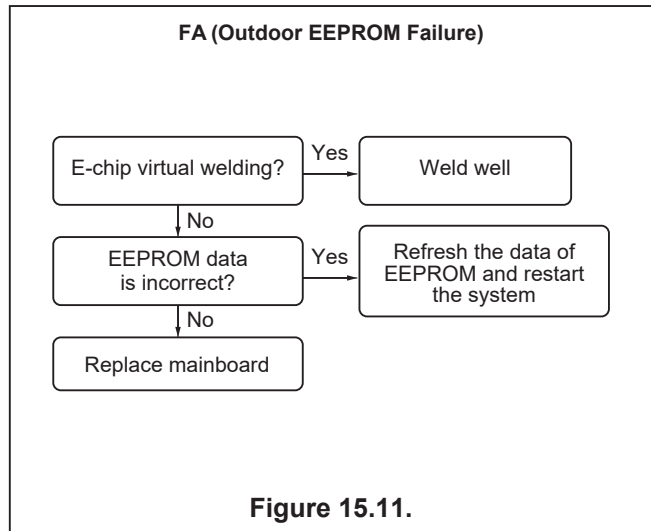 FA (Outdoor EEPROM Failure)
E-chip virtual welding?
Yes
Weld well
No
EEPROM data
is incorrect?
Yes
Refresh the data of
EEPROM and restart
the system
No
Replace mainboard
Figure 15.11.